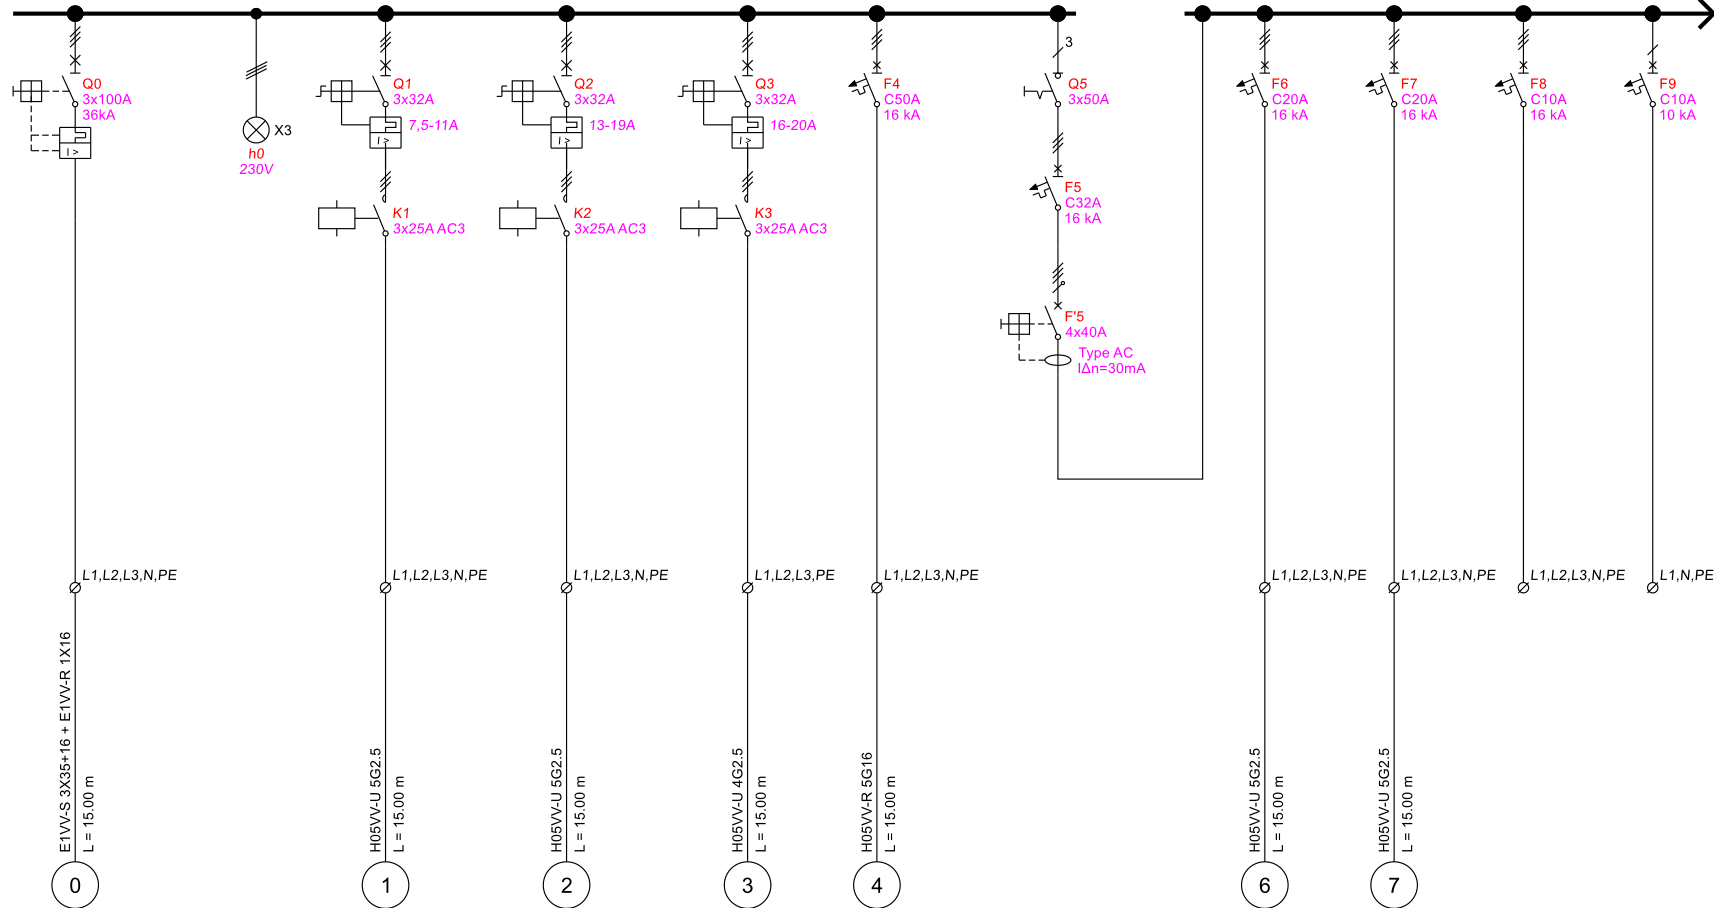 3
Q0
3x100A
36kA
X3
h0
230V
Q1
3x32A
7,5-11A
I >
K1
3x25A AC3
Q2
3x32A
13-19A
I >
K2
3x25A AC3
Q3
3x32A
16-20A
I >
K3
3x25A AC3
I >
F4
C50A
16 kA
Q5
3x50A
F5
C32A
16 kA
F'5
4x40A
Type AC
I∆n=30mA
F6
C20A
16 kA
F7
C20A
16 kA
F8
C10A
16 kA
F9
C10A
10 kA
L1,L2,L3,N,PE
L1,L2,L3,N,PE
L1,L2,L3,N,PE
L1,L2,L3,PE
L1,L2,L3,N,PE
L1,L2,L3,N,PE
L1,L2,L3,N,PE
L1,L2,L3,N,PE
L1,N,PE
E1VV-S 3X35+16 + E1VV-R 1X16
L = 15.00 m
H05VV-U 5G2.5
L = 15.00 m
H05VV-U 5G2.5
L = 15.00 m
H05VV-U 4G2.5
L = 15.00 m
H05VV-R 5G16
L = 15.00 m
H05VV-U 5G2.5
L = 15.00 m
H05VV-U 5G2.5
L = 15.00 m
0
1
2
3
4
6
7